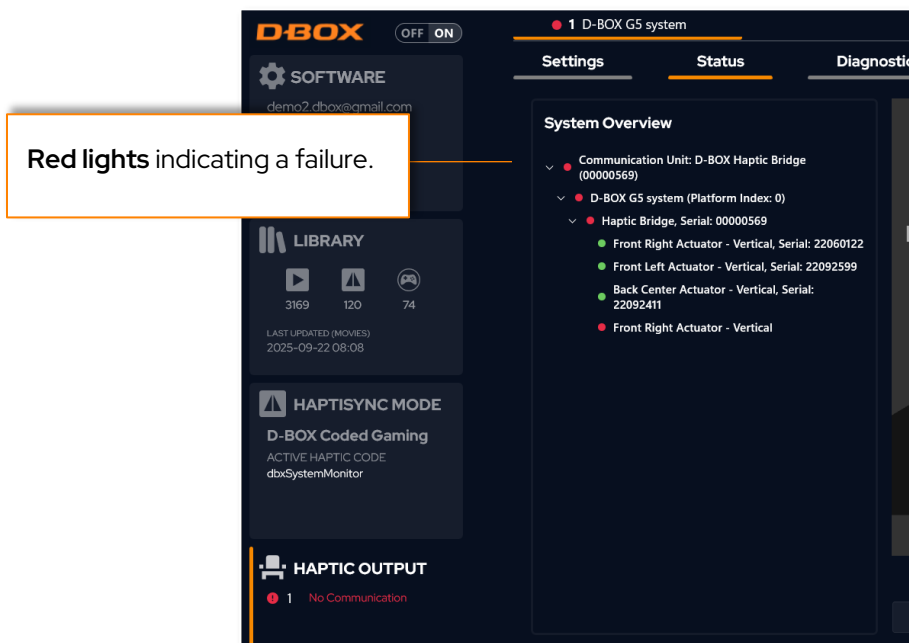 D-BOX
OFF ON
1 D-BOX G5 system
Settings
Status
Diagnostic
SOFTWARE
demo2.dbox@gmail.com
Red lights indicating a failure.
System Overview
Communication Unit: D-BOX Haptic Bridge
(00000569)
D-BOX G5 system (Platform Index: 0)
Haptic Bridge, Serial: 00000569
Front Right Actuator - Vertical, Serial: 22060122
Front Left Actuator - Vertical, Serial: 22092599
Back Center Actuator - Vertical, Serial:
22092411
Front Right Actuator - Vertical
LIBRARY
3169 120 74
LAST UPDATED (MOVIES)
2025-09-22 08:08
HAPTISYNC MODE
D-BOX Coded Gaming
ACTIVE HAPTIC CODE
dbxSystemMonitor
HAPTIC OUTPUT
1 No Communication